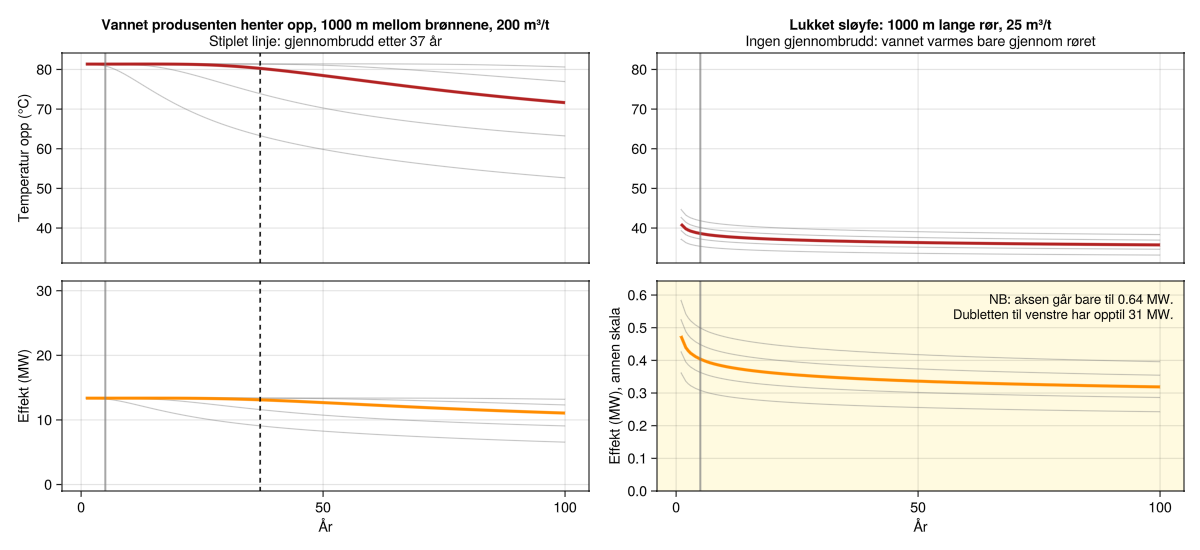 Vannet produsenten henter opp, 1000 m mellom brønnene, 200 m³/t
Stiplet linje: gjennombrudd etter 37 år
Temperatur opp (°C)
80
70
60
50
40
Effekt (MW)
30
20
10
0
0
50
100
År
Lukket sløyfe: 1000 m lange rør, 25 m³/t
Ingen gjennombrudd: vannet varmes bare gjennom røret
80
70
60
50
40
Effekt (MW), annen skala
NB: aksen går bare til 0.64 MW.
Dubletten til venstre har opptil 31 MW.
0.6
0.5
0.4
0.3
0.2
0.1
0.0
0
50
100
År